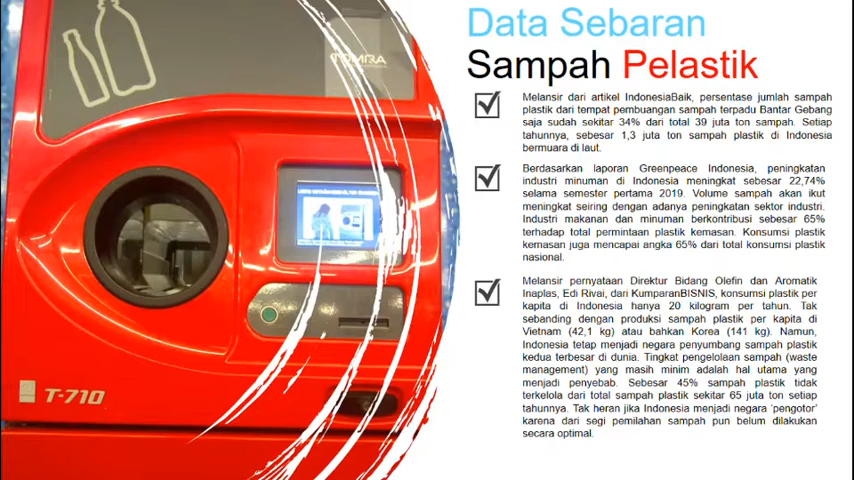 Data Sebaran
Sampah Pelastik
Melansir dari artikel IndonesiaBaik, persentase jumlah sampah
plastik dari tempat pembuangan sampah terpadu Bantar Gebang
saja sudah sekitar 34% dari total 39 juta ton sampah. Setiap
tahunnya, sebesar 1,3 juta ton sampah plastik di Indonesia
bermuara di laut.
Berdasarkan laporan Greenpeace Indonesia, peningkatan
industri minuman di Indonesia meningkat sebesar 22,74%
selama semester pertama 2019. Volume sampah akan ikut
meningkat seiring dengan adanya peningkatan sektor industri.
Industri makanan dan minuman berkontribusi sebesar 65%
terhadap total permintaan plastik kemasan. Konsumsi plastik
kemasan juga mencapai angka 65% dari total konsumsi plastik
nasional.
Melansir pernyataan Direktur Bidang Olefin dan Aromatik
Inaplas, Edi Rivai, dari KumparanBISNIS, konsumsi plastik per
kapita di Indonesia hanya 20 kilogram per tahun. Tak
sebanding dengan produksi sampah plastik per kapita di
Vietnam (42,1 kg) atau bahkan Korea (141 kg). Namun,
Indonesia tetap menjadi negara penyumbang sampah plastik
kedua terbesar di dunia. Tingkat pengelolaan sampah (waste
management) yang masih minim adalah hal utama yang
menjadi penyebab. Sebesar 45% sampah plastik tidak
terkelola dari total sampah plastik sekitar 65 juta ton setiap
tahunnya. Tak heran jika Indonesia menjadi negara 'pengotor'
karena dari segi pemilahan sampah pun belum dilakukan
secara optimal.
TOMRA
T-710